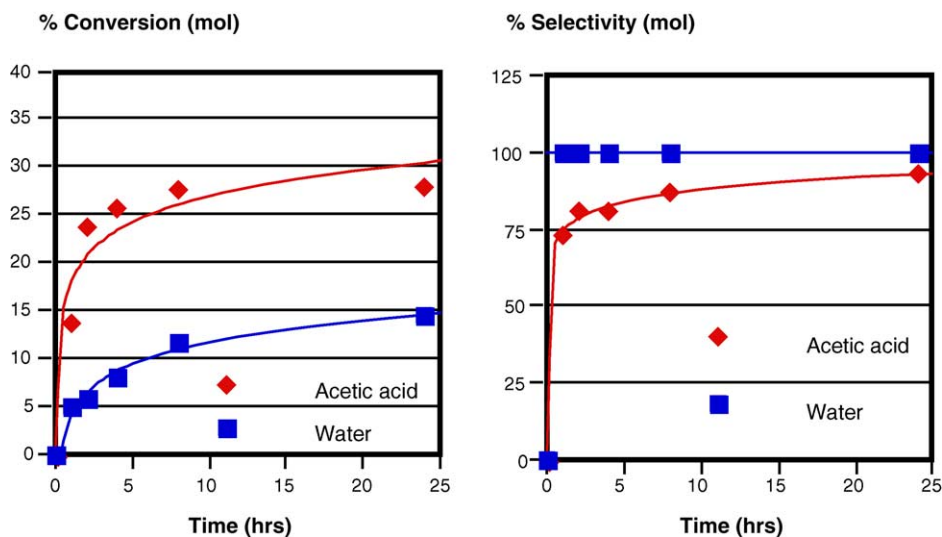 % Conversion (mol)
40
35
30
25
20
15
10
5
0
0 5 10 15 20 25
Acetic acid
Water
Time (hrs)
% Selectivity (mol)
125
100
75
50
25
0
0 5 10 15 20 25
Acetic acid
Water
Time (hrs)